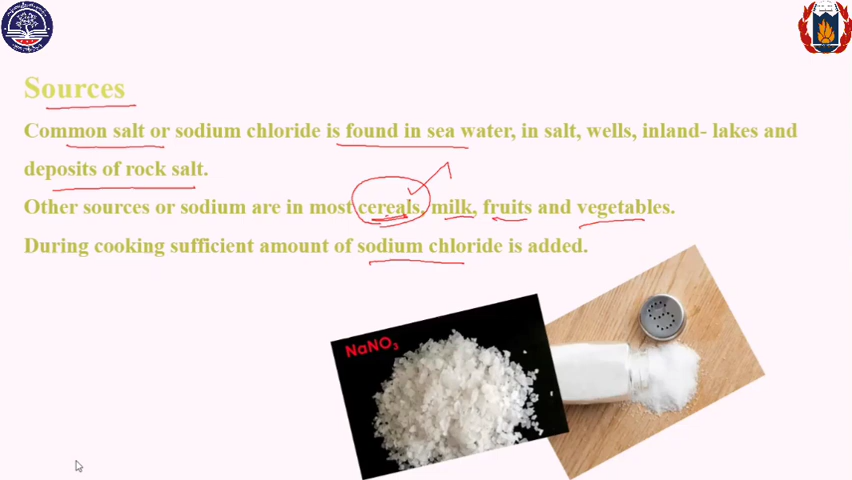 Sources
Common salt or sodium chloride is found in sea water, in salt, wells, inland- lakes and
deposits of rock salt.
Other sources or sodium are in most cereals, milk, fruits and vegetables.
During cooking sufficient amount of sodium chloride is added.
NaNO₃